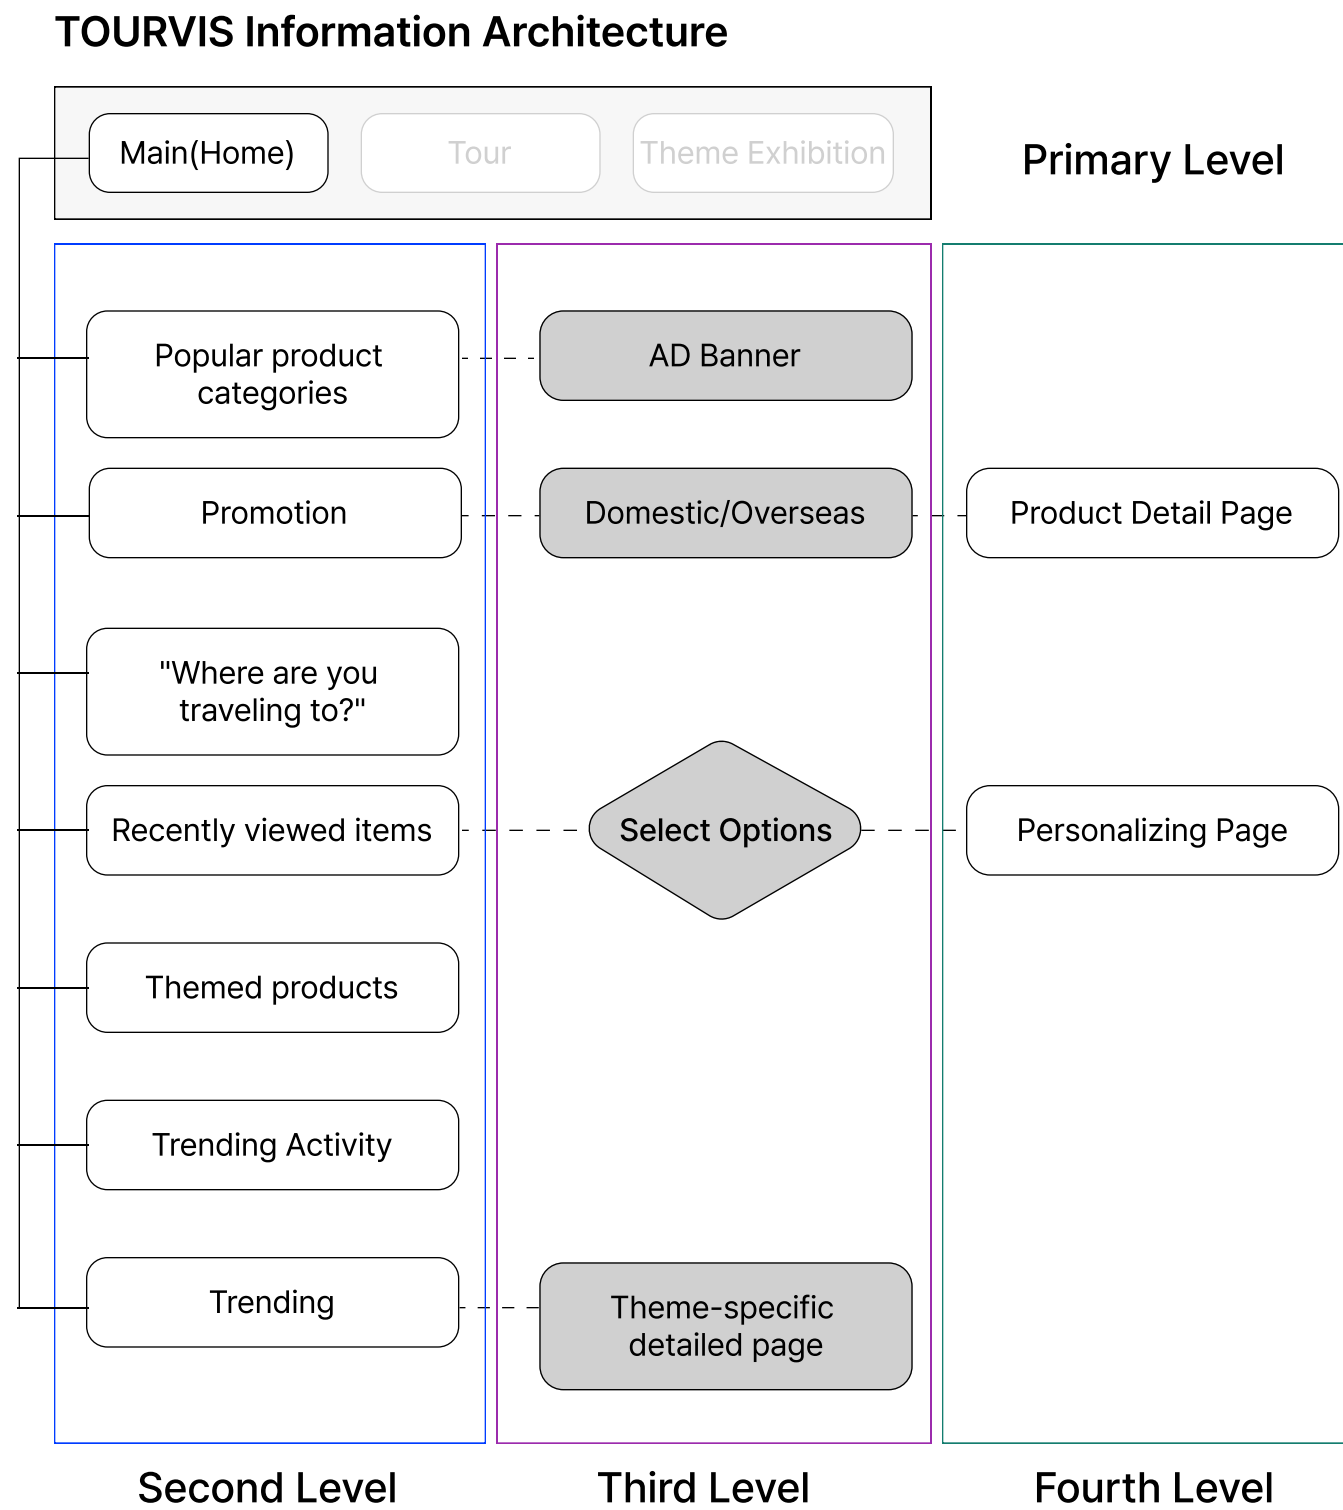 TOURVIS Information Architecture
Main(Home)
Tour
Theme Exhibition
Primary Level
Popular product
categories
AD Banner
Promotion
Domestic/Overseas
Product Detail Page
"Where are you
traveling to?"
Recently viewed items
Select Options
Personalizing Page
Themed products
Trending Activity
Trending
Theme-specific
detailed page
Second Level
Third Level
Fourth Level